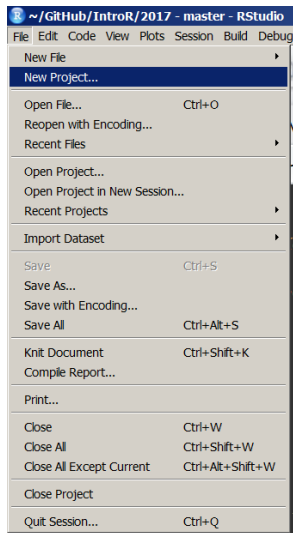 ~/GitHub/IntroR/2017 - master - RStudio
File Edit Code View Plots Session Build Debug
New File
New Project...
Open File... Ctrl+O
Reopen with Encoding...
Recent Files
Open Project...
Open Project in New Session...
Recent Projects
Import Dataset
Save Ctrl+S
Save As...
Save with Encoding...
Save All Ctrl+Alt+S
Knit Document Ctrl+Shift+K
Compile Report...
Print...
Close Ctrl+W
Close All Ctrl+Shift+W
Close All Except Current Ctrl+Alt+Shift+W
Close Project
Quit Session... Ctrl+Q